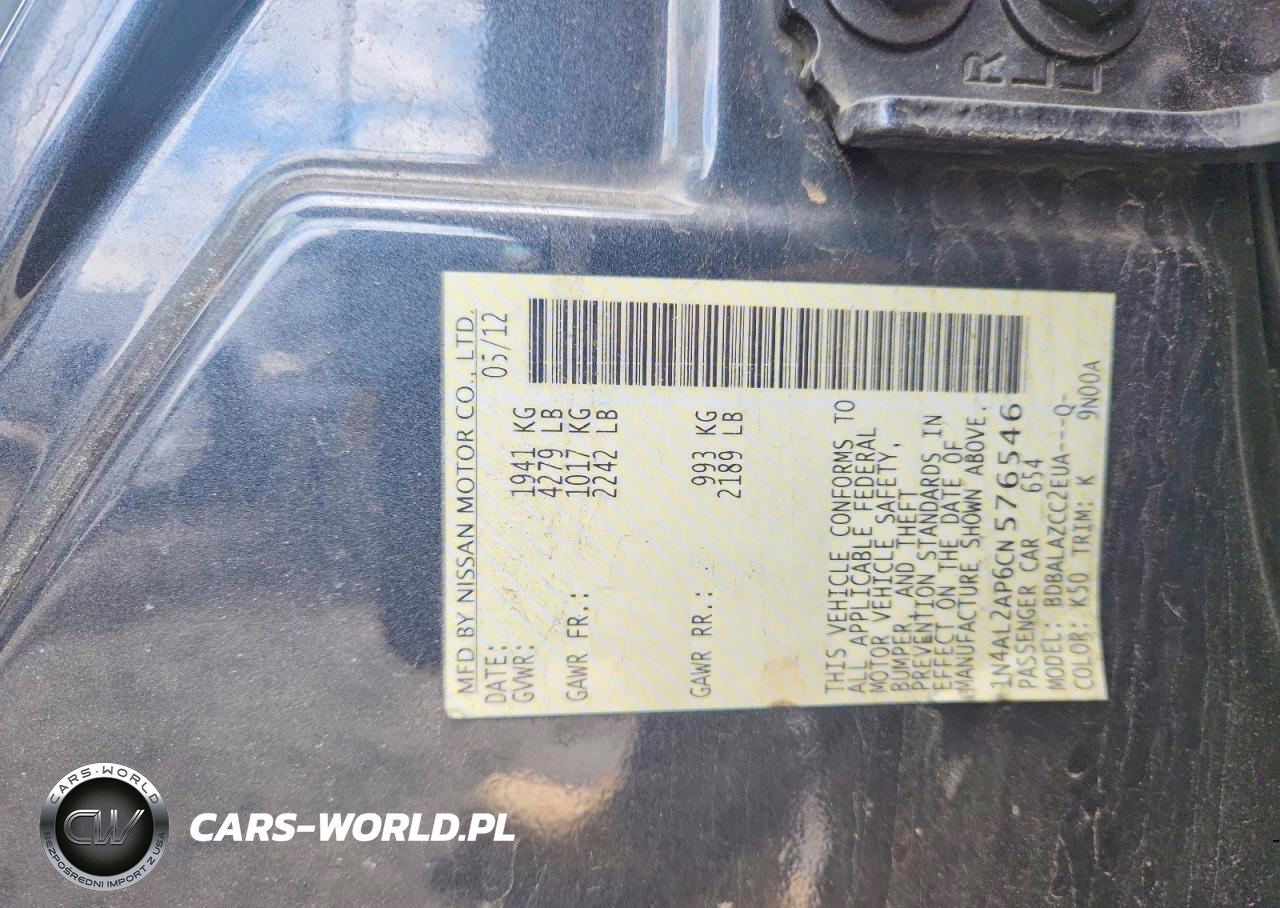 MFD BY NISSAN MOTOR CO., LTD.
DATE: 05/12
GVWR: 1941 KG
4279 LB
GAWR FR.: 1017 KG
2242 LB
GAWR RR.: 993 KG
2189 LB
THIS VEHICLE CONFORMS TO
ALL APPLICABLE FEDERAL
MOTOR VEHICLE SAFETY,
BUMPER, AND THEFT
PREVENTION STANDARDS IN
EFFECT ON THE DATE OF
MANUFACTURE SHOWN ABOVE.
1N4AL2AP6CN576546
PASSENGER CAR 654
MODEL: BDBALAZCC2EUA---Q-
COLOR: K50 TRIM: K 9N00A
R
L
CARS-WORLD
CW
BEZPOŚREDNI IMPORT Z USA
CARS-WORLD.PL